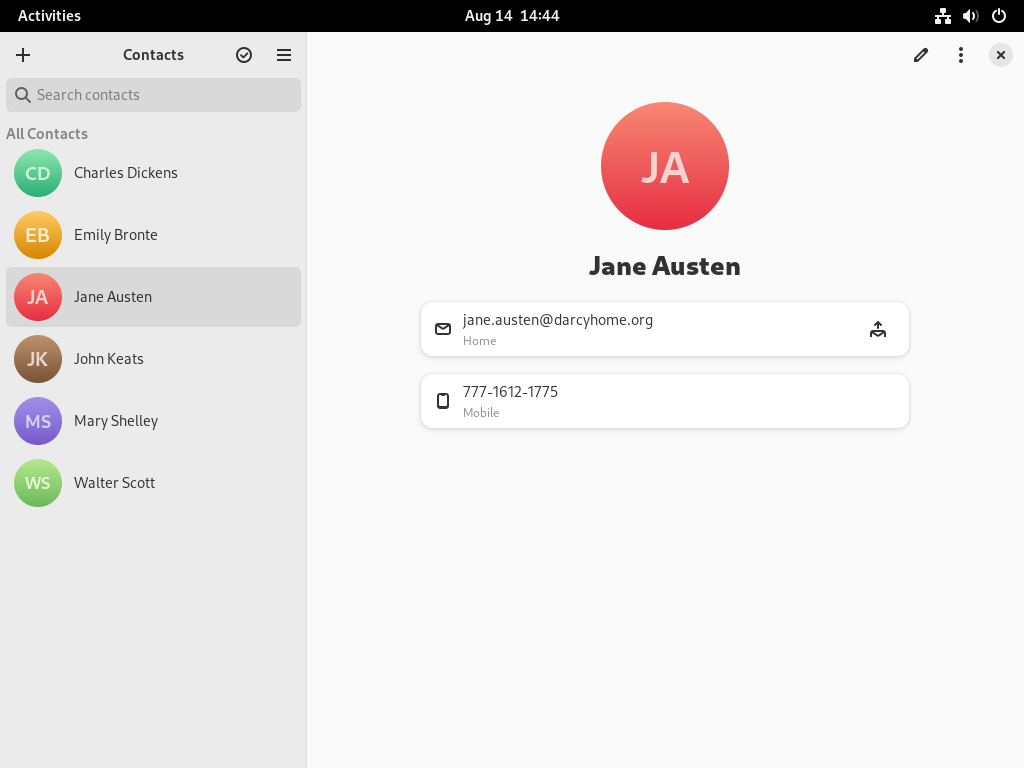 Activities
Aug 14 14:44
Contacts
Search contacts
All Contacts
CD Charles Dickens
EB Emily Bronte
JA Jane Austen
JK John Keats
MS Mary Shelley
WS Walter Scott
JA
Jane Austen
jane.austen@darcyhome.org
Home
777-1612-1775
Mobile